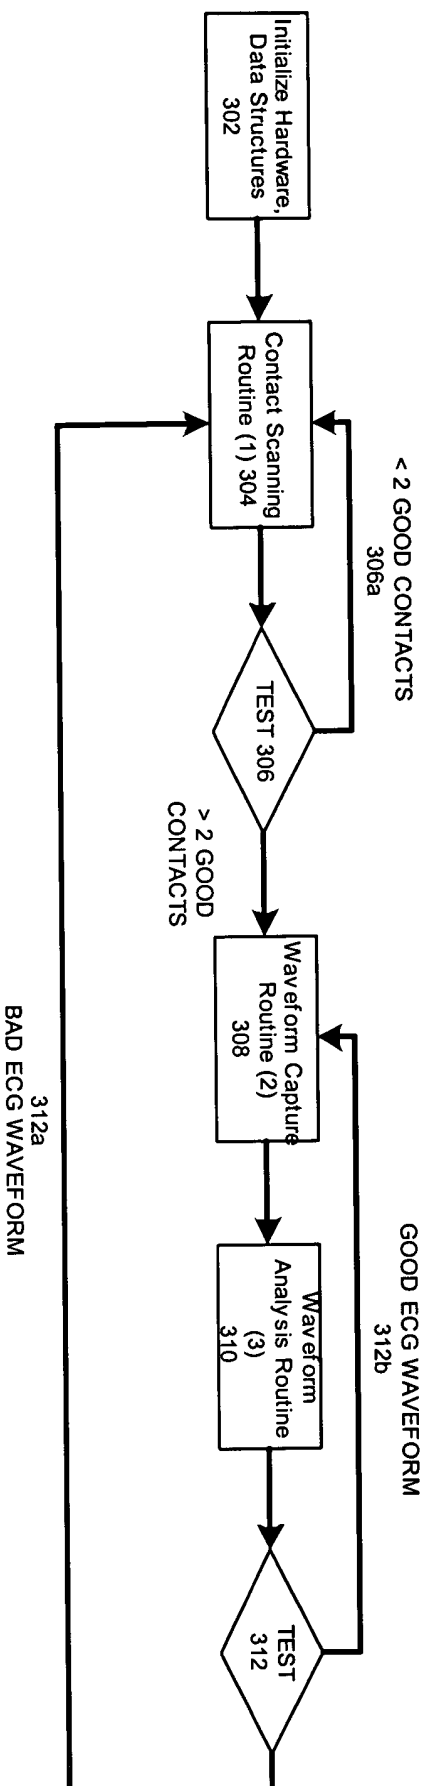 Initialize Hardware,
Data Structures
302
Contact Scanning
Routine (1) 304
< 2 GOOD CONTACTS
306a
TEST 306
> 2 GOOD
CONTACTS
Waveform Capture
Routine (2)
308
Waveform
Analysis Routine
(3)
310
GOOD ECG WAVEFORM
312b
TEST
312
312a
BAD ECG WAVEFORM